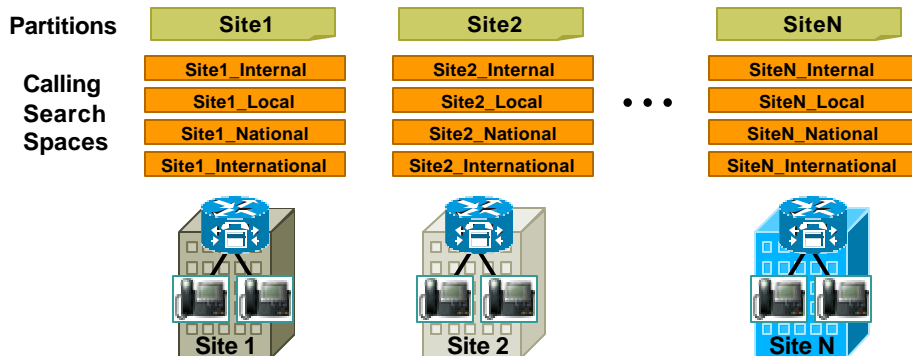 Partitions
Site1
Site2
SiteN
Calling
Search
Spaces
Site1_Internal
Site2_Internal
SiteN_Internal
Site1_Local
Site2_Local
SiteN_Local
Site1_National
Site2_National
SiteN_National
Site1_International
Site2_International
SiteN_International
Site 1
Site 2
Site N